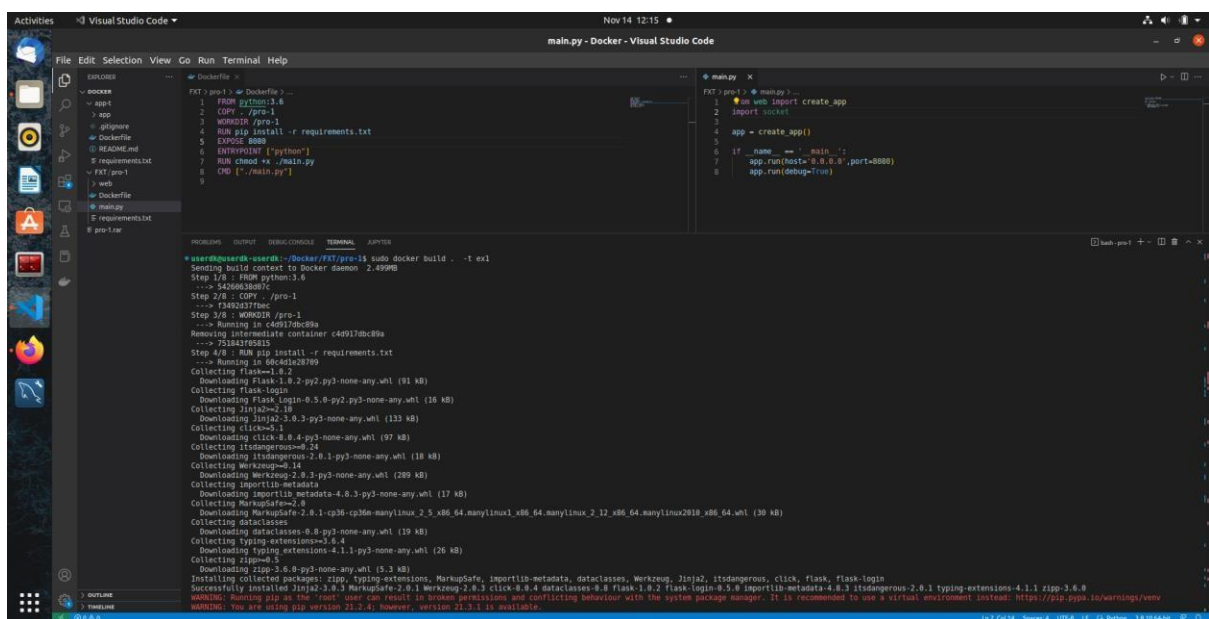 Activities
Visual Studio Code
Nov 14 12:15
main.py - Docker - Visual Studio Code
File Edit Selection View Go Run Terminal Help
EXPLORER
DOCKER
app-t
app
.gitignore
Dockerfile
README.md
requirements.txt
FXT / pro-1
web
Dockerfile
main.py
requirements.txt
pro-1.rar
OUTLINE
TIMELINE
Dockerfile
FXT > pro-1 > Dockerfile > ...
1 FROM python:3.6
2 COPY . /pro-1
3 WORKDIR /pro-1
4 RUN pip install -r requirements.txt
5 EXPOSE 8080
6 ENTRYPOINT ["python"]
7 RUN chmod +x ./main.py
8 CMD ["./main.py"]
9
main.py
FXT > pro-1 > main.py > ...
1 om web import create_app
2 import socket
3
4 app = create_app()
5
6 if __name__ == '__main__':
7 app.run(host='0.0.0.0',port=8080)
8 app.run(debug=True)
PROBLEMS OUTPUT DEBUG CONSOLE TERMINAL JUPYTER
bash - pro-1
userdk@userdk-userdk:~/Docker/FXT/pro-1$ sudo docker build . -t ex1
Sending build context to Docker daemon 2.499MB
Step 1/8 : FROM python:3.6
---> 54260638d07c
Step 2/8 : COPY . /pro-1
---> f3492d37fbec
Step 3/8 : WORKDIR /pro-1
---> Running in c4d917dbc89a
Removing intermediate container c4d917dbc89a
---> 751843f05815
Step 4/8 : RUN pip install -r requirements.txt
---> Running in 60c4d1e28709
Collecting flask==1.0.2
Downloading Flask-1.0.2-py2.py3-none-any.whl (91 kB)
Collecting flask-login
Downloading Flask_Login-0.5.0-py2.py3-none-any.whl (16 kB)
Collecting Jinja2>=2.10
Downloading Jinja2-3.0.3-py3-none-any.whl (133 kB)
Collecting click>=5.1
Downloading click-8.0.4-py3-none-any.whl (97 kB)
Collecting itsdangerous>=0.24
Downloading itsdangerous-2.0.1-py3-none-any.whl (18 kB)
Collecting Werkzeug>=0.14
Downloading Werkzeug-2.0.3-py3-none-any.whl (289 kB)
Collecting importlib-metadata
Downloading importlib_metadata-4.8.3-py3-none-any.whl (17 kB)
Collecting MarkupSafe>=2.0
Downloading MarkupSafe-2.0.1-cp36-cp36m-manylinux_2_5_x86_64.manylinux1_x86_64.manylinux_2_12_x86_64.manylinux2010_x86_64.whl (30 kB)
Collecting dataclasses
Downloading dataclasses-0.8-py3-none-any.whl (19 kB)
Collecting typing-extensions>=3.6.4
Downloading typing_extensions-4.1.1-py3-none-any.whl (26 kB)
Collecting zipp>=0.5
Downloading zipp-3.6.0-py3-none-any.whl (5.3 kB)
Installing collected packages: zipp, typing-extensions, MarkupSafe, importlib-metadata, dataclasses, Werkzeug, Jinja2, itsdangerous, click, flask, flask-login
Successfully installed Jinja2-3.0.3 MarkupSafe-2.0.1 Werkzeug-2.0.3 click-8.0.4 dataclasses-0.8 flask-1.0.2 flask-login-0.5.0 importlib-metadata-4.8.3 itsdangerous-2.0.1 typing-extensions-4.1.1 zipp-3.6.0
WARNING: Running pip as the 'root' user can result in broken permissions and conflicting behaviour with the system package manager. It is recommended to use a virtual environment instead: https://pip.pypa.io/warnings/venv
WARNING: You are using pip version 21.2.4; however, version 21.3.1 is available.